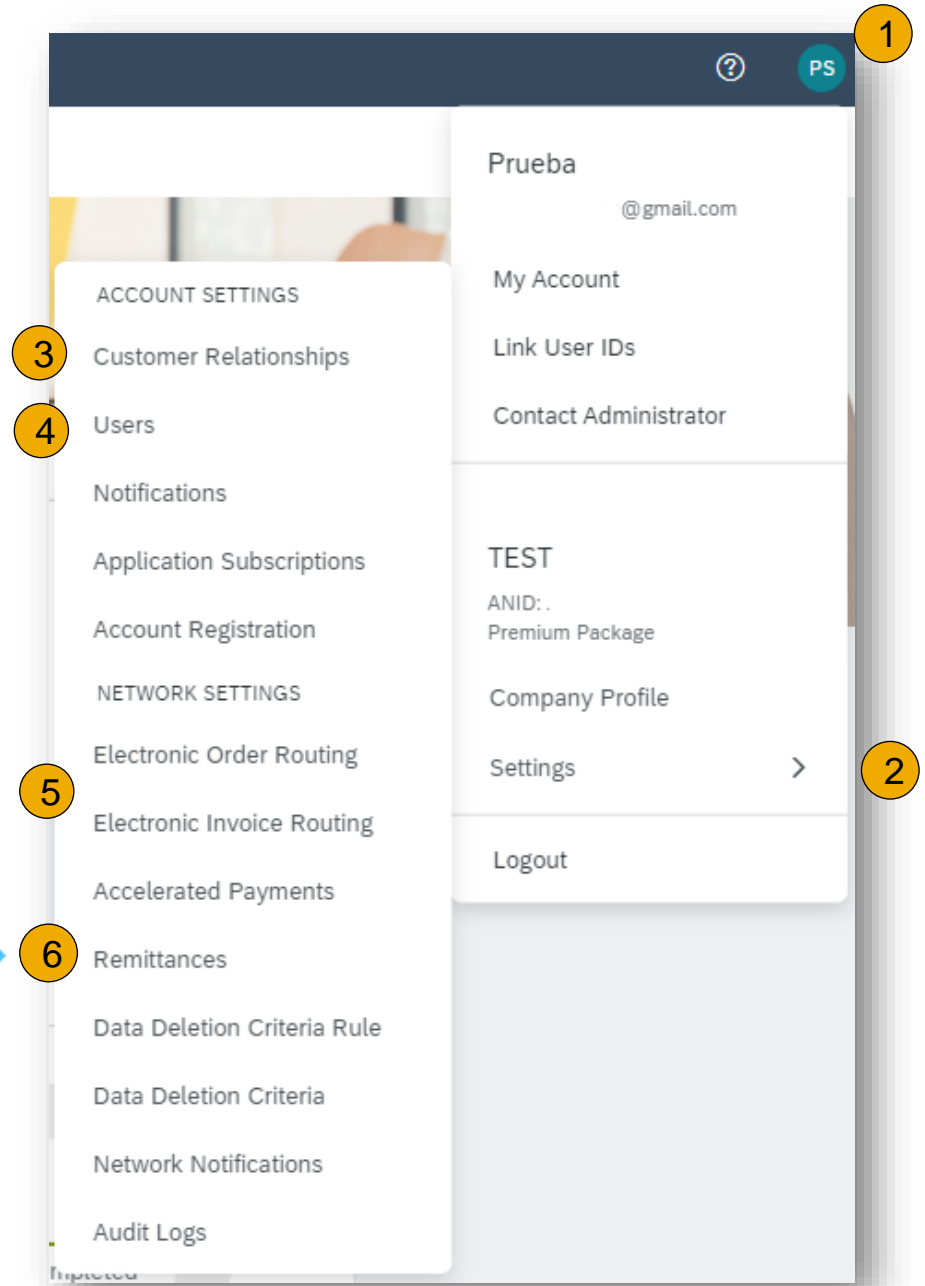 1
?
PS
Prueba
@gmail.com
My Account
Link User IDs
Contact Administrator
TEST
ANID: .
Premium Package
Company Profile
Settings
2
Logout
ACCOUNT SETTINGS
3 Customer Relationships
4 Users
Notifications
Application Subscriptions
Account Registration
NETWORK SETTINGS
Electronic Order Routing
5
Electronic Invoice Routing
Accelerated Payments
6 Remittances
Data Deletion Criteria Rule
Data Deletion Criteria
Network Notifications
Audit Logs